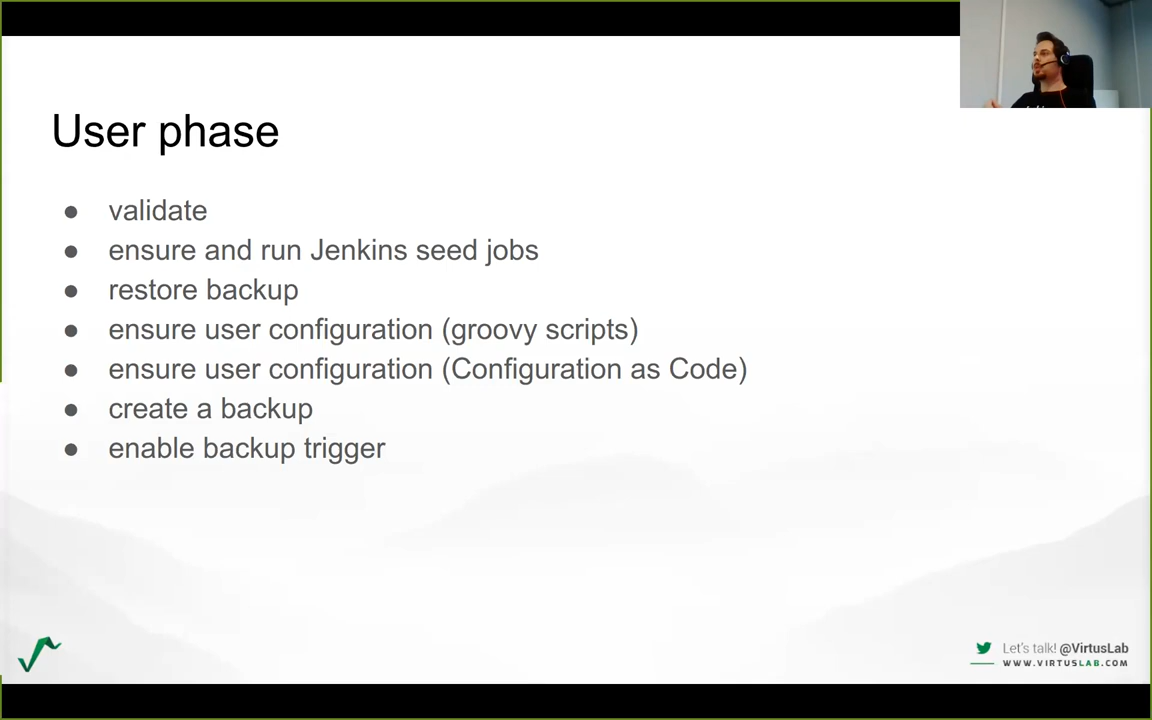 User phase
● validate
● ensure and run Jenkins seed jobs
● restore backup
● ensure user configuration (groovy scripts)
● ensure user configuration (Configuration as Code)
● create a backup
● enable backup trigger
Let's talk! @VirtusLab
WWW.VIRTUSLAB.COM